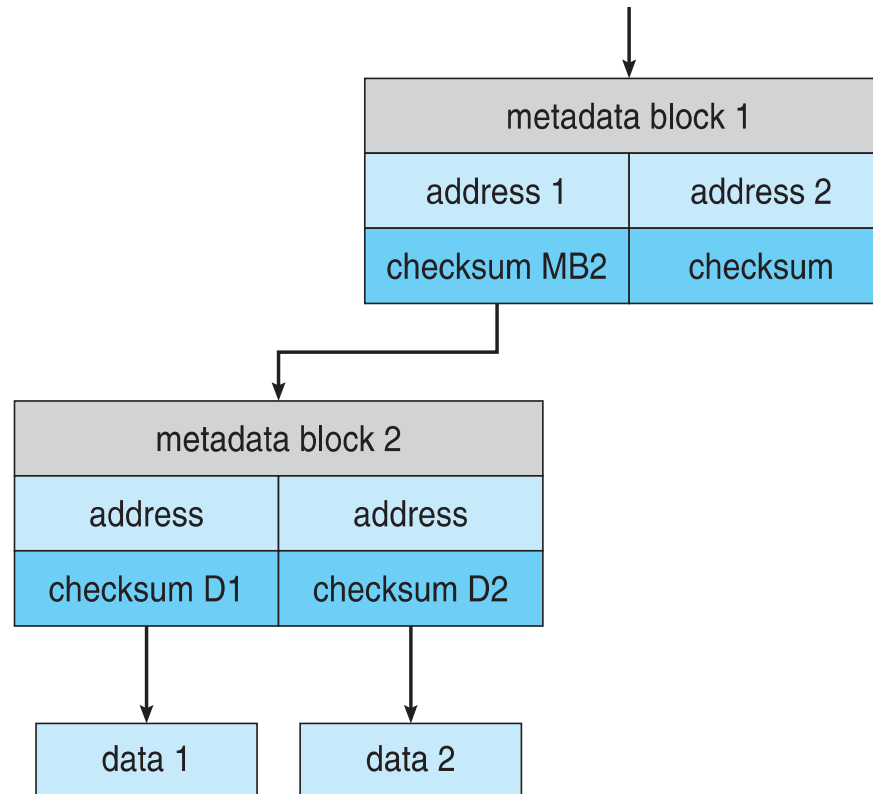 metadata block 1
address 1 address 2
checksum MB2 checksum
metadata block 2
address address
checksum D1 checksum D2
data 1 data 2